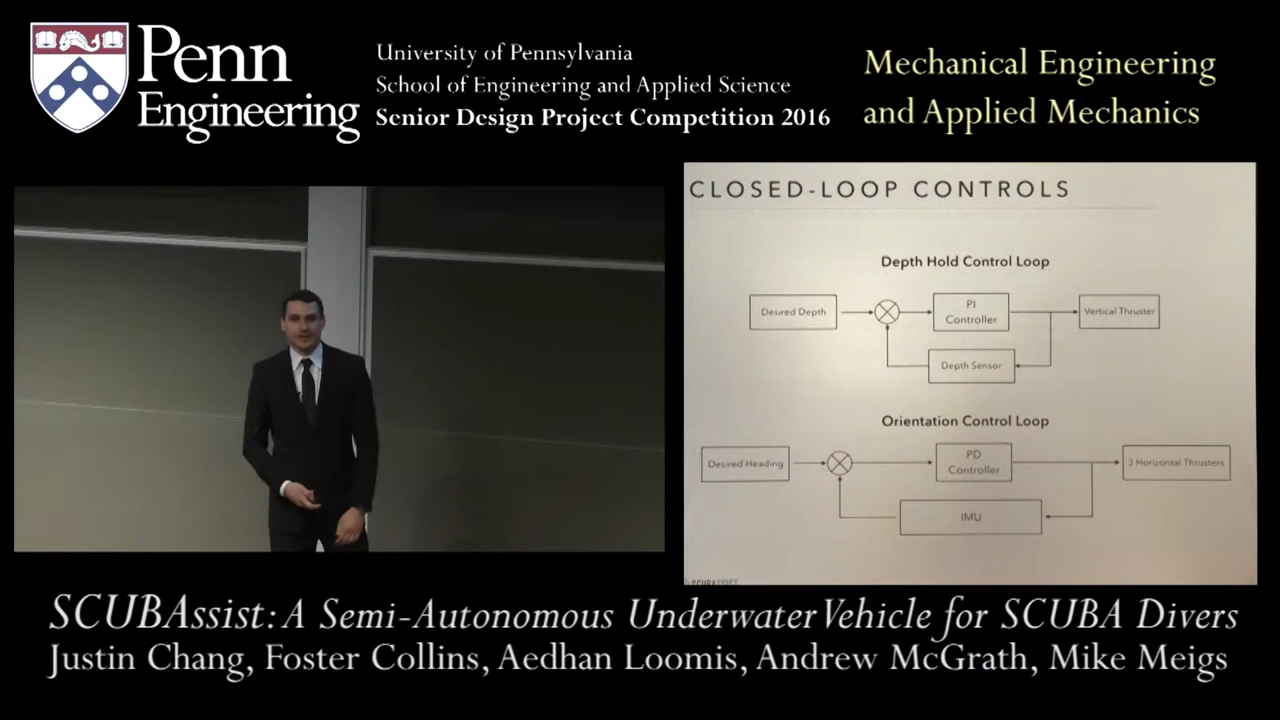 Penn
Engineering
University of Pennsylvania
School of Engineering and Applied Science
Senior Design Project Competition 2016
Mechanical Engineering
and Applied Mechanics
CLOSED-LOOP CONTROLS
Depth Hold Control Loop
Desired Depth
PI
Controller
Vertical Thruster
Depth Sensor
Orientation Control Loop
Desired Heading
PD
Controller
3 Horizontal Thrusters
IMU
SCUBASSIST
SCUBAssist: A Semi-Autonomous Underwater Vehicle for SCUBA Divers
Justin Chang, Foster Collins, Aedhan Loomis, Andrew McGrath, Mike Meigs